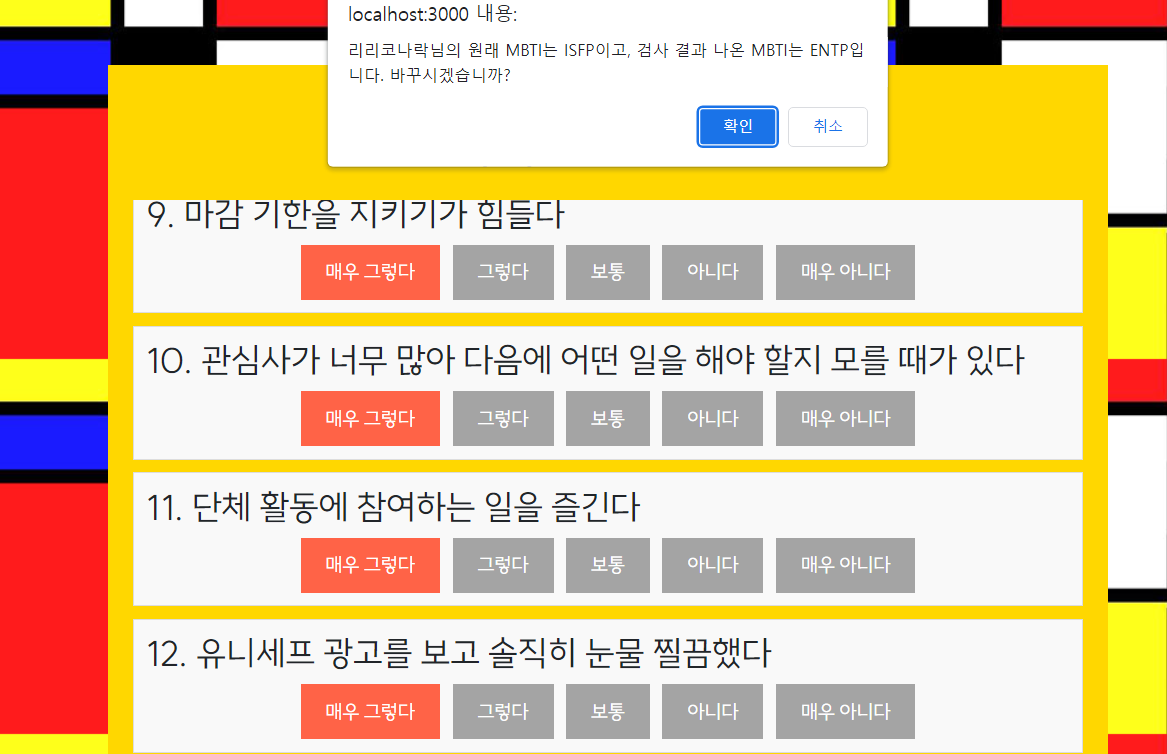 localhost:3000 내용:
리리코나락님의 원래 MBTI는 ISFP이고, 검사 결과 나온 MBTI는 ENTP입
니다. 바꾸시겠습니까?
확인 취소
9. 마감 기한을 지키기가 힘들다
매우 그렇다 그렇다 보통 아니다 매우 아니다
10. 관심사가 너무 많아 다음에 어떤 일을 해야 할지 모를 때가 있다
매우 그렇다 그렇다 보통 아니다 매우 아니다
11. 단체 활동에 참여하는 일을 즐긴다
매우 그렇다 그렇다 보통 아니다 매우 아니다
12. 유니세프 광고를 보고 솔직히 눈물 찔끔했다
매우 그렇다 그렇다 보통 아니다 매우 아니다